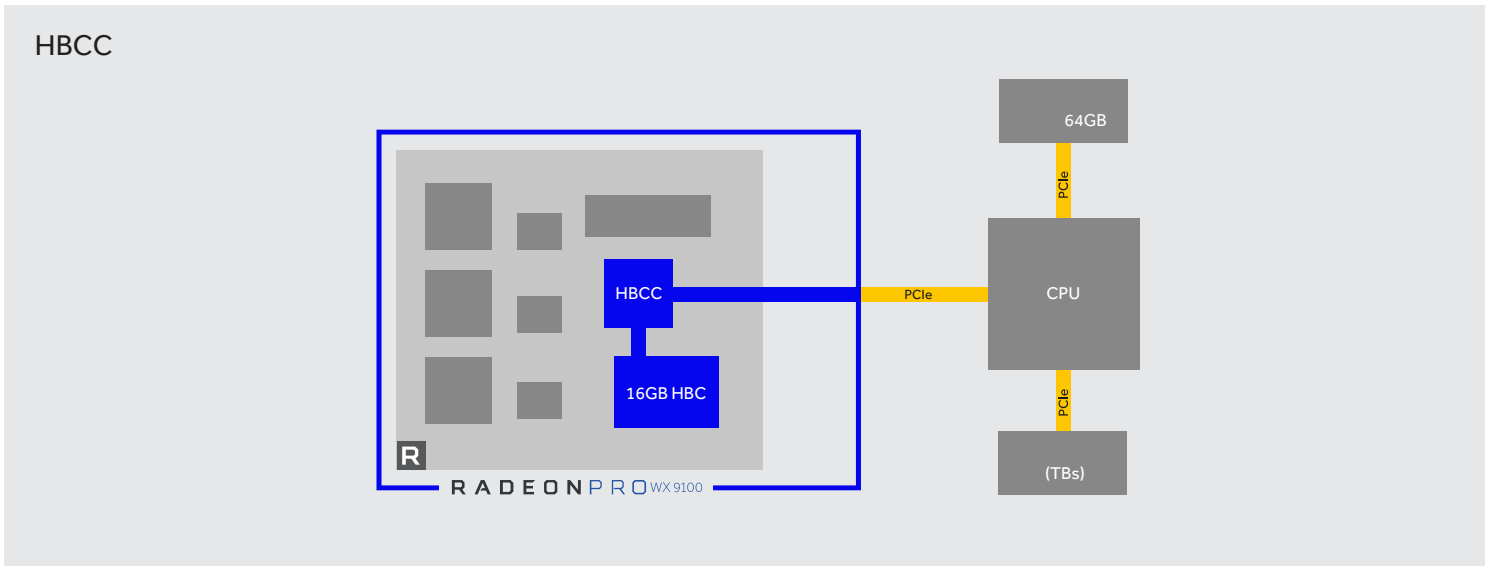 HBCC
64GB
PCIe
HBCC
PCIe
CPU
16GB HBC
PCIe
R
(TBs)
RADEONPRO WX 9100